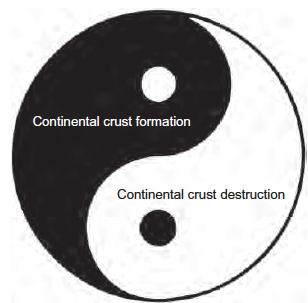 Continental crust formation
Continental crust destruction